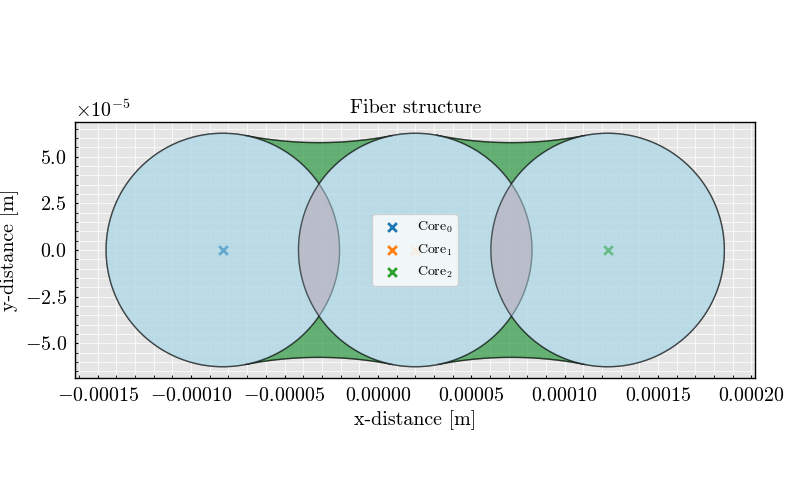 Fiber structure
×10⁻⁵
5.0
2.5
0.0
−2.5
−5.0
y-distance [m]
Core₀
Core₁
Core₂
−0.00015 −0.00010 −0.00005 0.00000 0.00005 0.00010 0.00015 0.00020
x-distance [m]